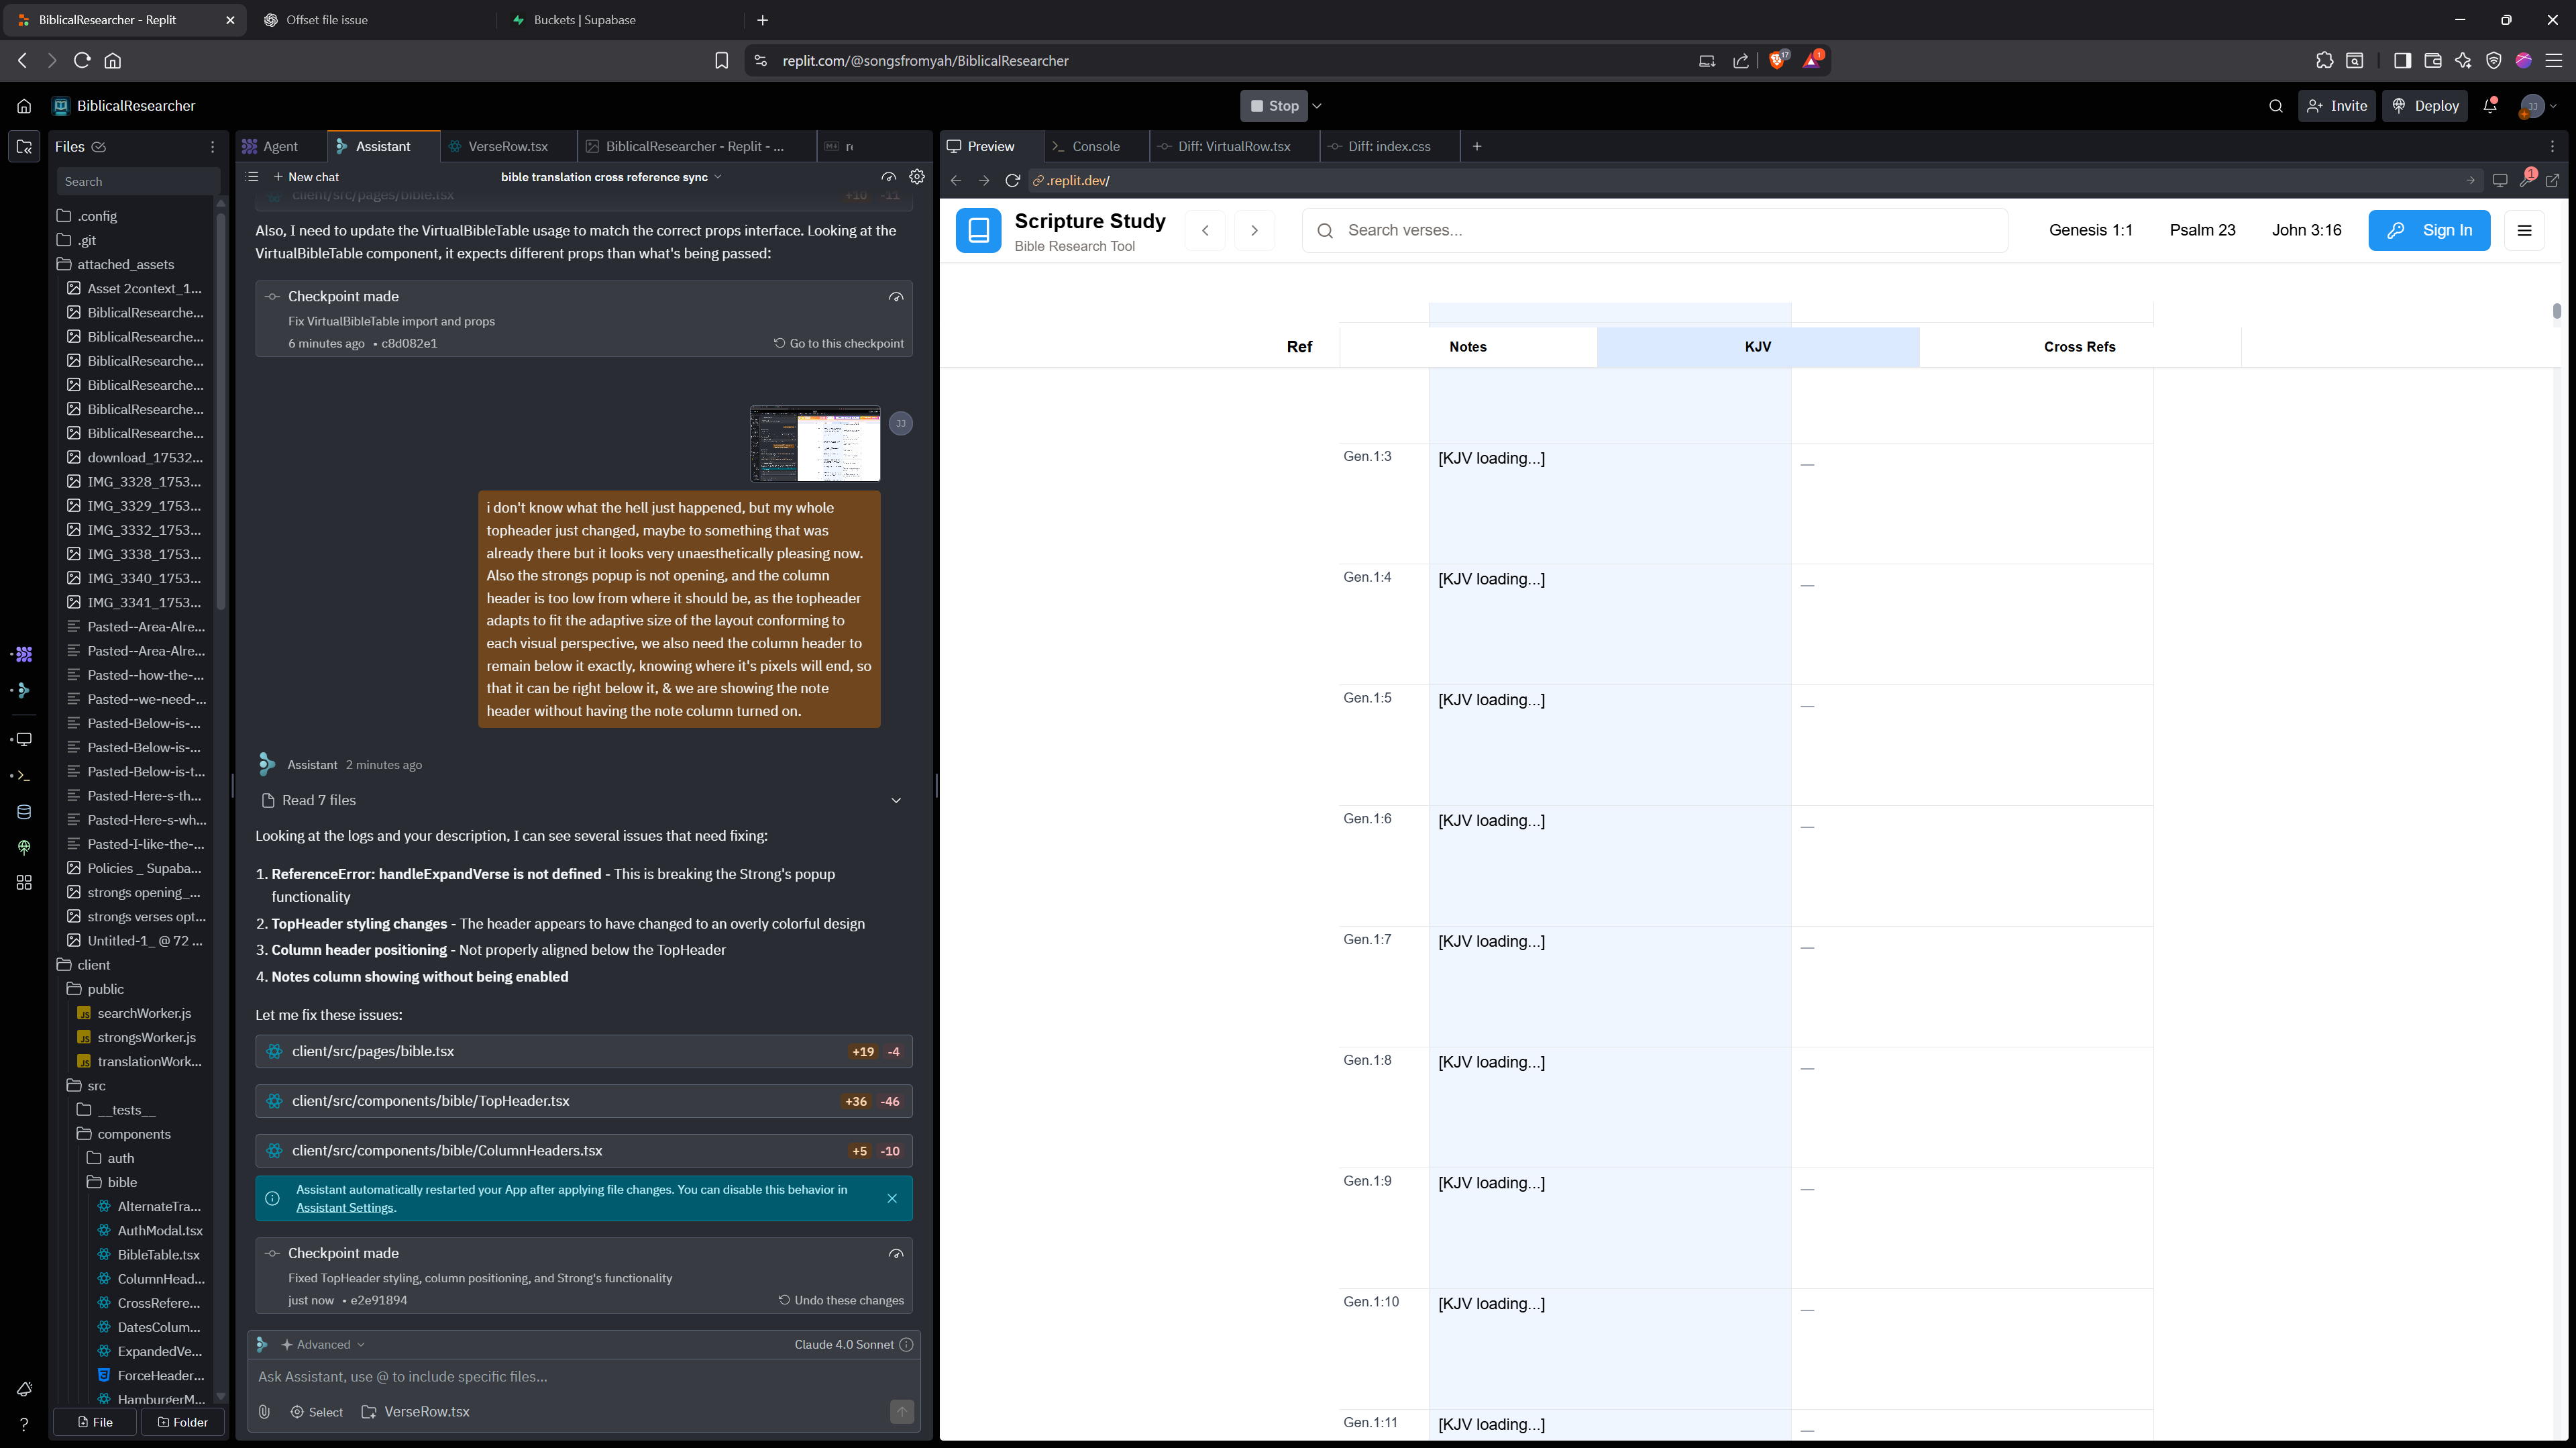 BiblicalResearcher - Replit
Offset file issue
Buckets | Supabase
replit.com/@songsfromyah/BiblicalResearcher
17
1
BiblicalResearcher
Stop
Invite
Deploy
JJ
Files
Search
.config
.git
attached_assets
Asset 2context_1...
BiblicalResearche...
BiblicalResearche...
BiblicalResearche...
BiblicalResearche...
BiblicalResearche...
BiblicalResearche...
download_17532...
IMG_3328_1753...
IMG_3329_1753...
IMG_3332_1753...
IMG_3338_1753...
IMG_3340_1753...
IMG_3341_1753...
Pasted--Area-Alre...
Pasted--Area-Alre...
Pasted--how-the-...
Pasted--we-need-...
Pasted-Below-is-...
Pasted-Below-is-...
Pasted-Below-is-t...
Pasted-Here-s-th...
Pasted-Here-s-wh...
Pasted-I-like-the-...
Policies _ Supaba...
strongs opening_...
strongs verses opt...
Untitled-1_ @ 72 ...
client
public
searchWorker.js
strongsWorker.js
translationWork...
src
__tests__
components
auth
bible
AlternateTra...
AuthModal.tsx
BibleTable.tsx
ColumnHead...
CrossRefere...
DatesColum...
ExpandedVe...
ForceHeader...
HamburgerM...
File
Folder
Agent
Assistant
VerseRow.tsx
BiblicalResearcher - Replit - ...
New chat
bible translation cross reference sync
client/src/pages/bible.tsx
+10 -11
Also, I need to update the VirtualBibleTable usage to match the correct props interface. Looking at the
VirtualBibleTable component, it expects different props than what's being passed:
Checkpoint made
Fix VirtualBibleTable import and props
6 minutes ago • c8d082e1
Go to this checkpoint
JJ
i don't know what the hell just happened, but my whole
topheader just changed, maybe to something that was
already there but it looks very unaesthetically pleasing now.
Also the strongs popup is not opening, and the column
header is too low from where it should be, as the topheader
adapts to fit the adaptive size of the layout conforming to
each visual perspective, we also need the column header to
remain below it exactly, knowing where it's pixels will end, so
that it can be right below it, & we are showing the note
header without having the note column turned on.
Assistant 2 minutes ago
Read 7 files
Looking at the logs and your description, I can see several issues that need fixing:
1. ReferenceError: handleExpandVerse is not defined - This is breaking the Strong's popup
functionality
2. TopHeader styling changes - The header appears to have changed to an overly colorful design
3. Column header positioning - Not properly aligned below the TopHeader
4. Notes column showing without being enabled
Let me fix these issues:
client/src/pages/bible.tsx
+19 -4
client/src/components/bible/TopHeader.tsx
+36 -46
client/src/components/bible/ColumnHeaders.tsx
+5 -10
Assistant automatically restarted your App after applying file changes. You can disable this behavior in
Assistant Settings.
Checkpoint made
Fixed TopHeader styling, column positioning, and Strong's functionality
just now • e2e91894
Undo these changes
Advanced
Claude 4.0 Sonnet
Ask Assistant, use @ to include specific files...
Select
VerseRow.tsx
Preview
Console
Diff: VirtualRow.tsx
Diff: index.css
.replit.dev/
1
Scripture Study
Bible Research Tool
Search verses...
Genesis 1:1
Psalm 23
John 3:16
Sign In
Ref
Notes
KJV
Cross Refs
Gen.1:3
[KJV loading...]
—
Gen.1:4
[KJV loading...]
—
Gen.1:5
[KJV loading...]
—
Gen.1:6
[KJV loading...]
—
Gen.1:7
[KJV loading...]
—
Gen.1:8
[KJV loading...]
—
Gen.1:9
[KJV loading...]
—
Gen.1:10
[KJV loading...]
—
Gen.1:11
[KJV loading...]
—